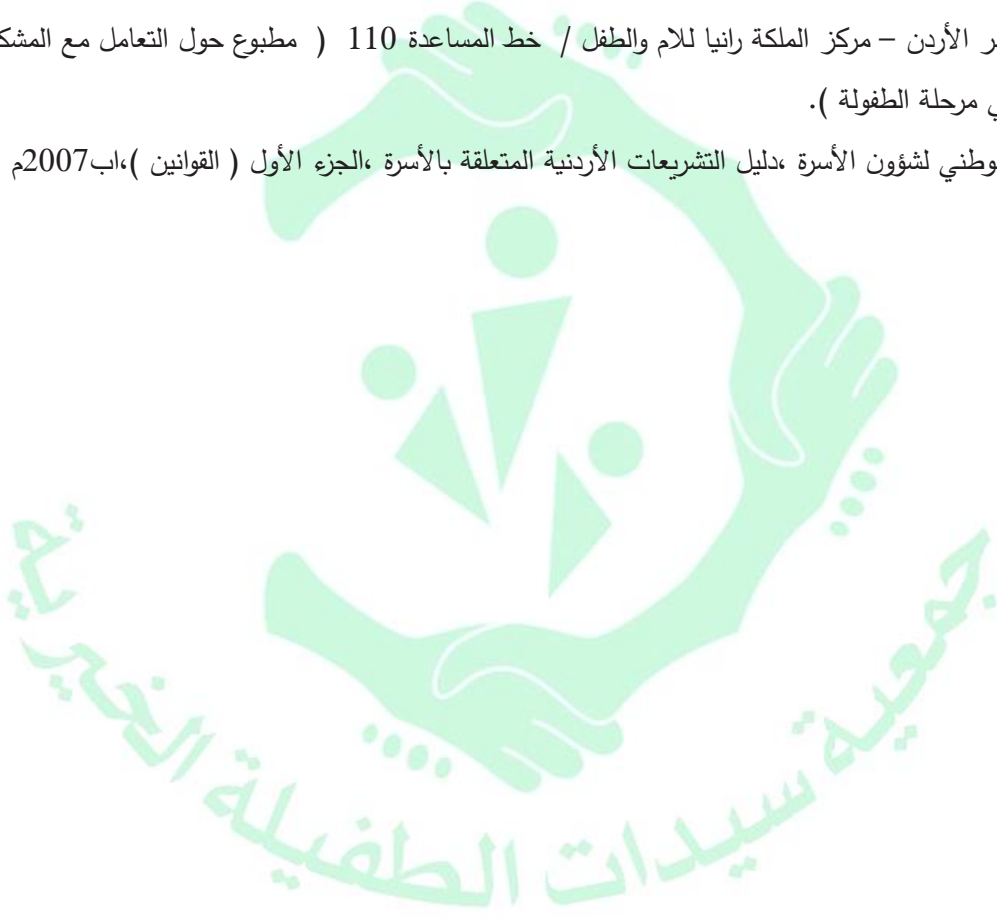 ر الأردن – مركز الملكة رانيا للام والطفل / خط المساعدة 110 ( مطبوع حول التعامل مع المشك
ي مرحلة الطفولة ).
وطني لشؤون الأسرة ،دليل التشريعات الأردنية المتعلقة بالأسرة ،الجزء الأول ( القوانين )،اب2007م
جمعية سيدات الطفيلة الخيرية